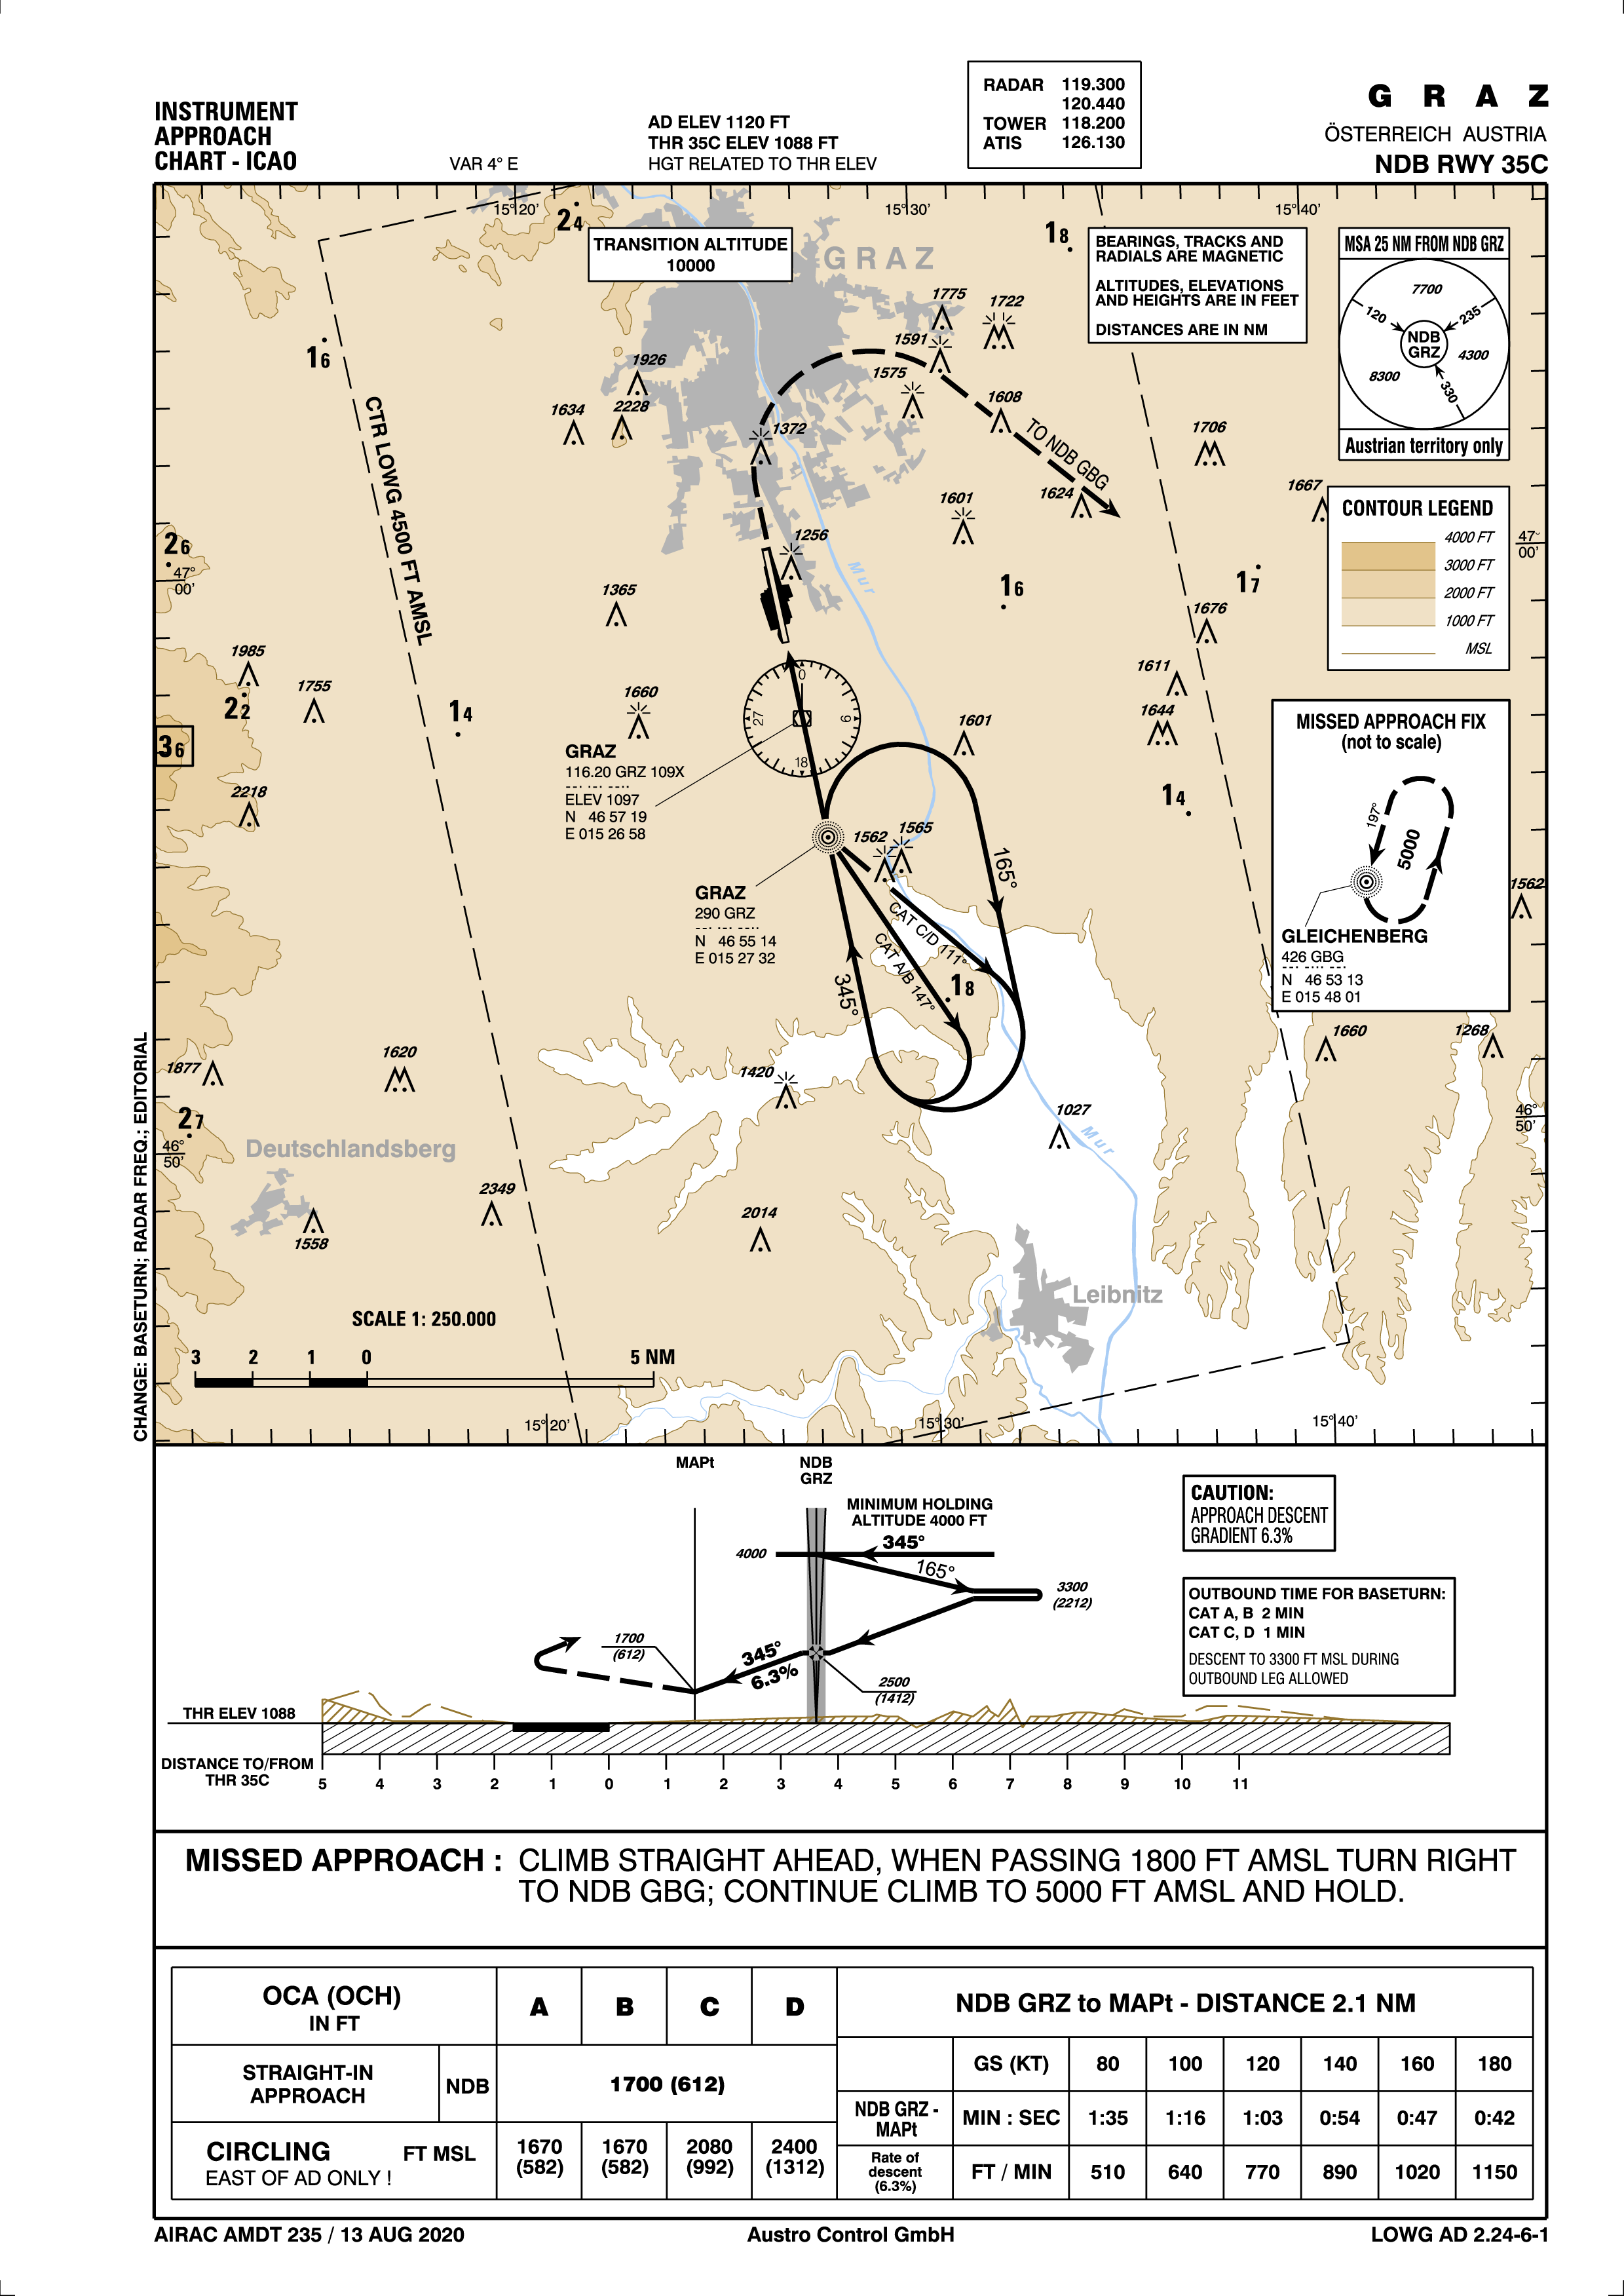 INSTRUMENT
APPROACH
CHART - ICAO
VAR 4° E
AD ELEV 1120 FT
THR 35C ELEV 1088 FT
HGT RELATED TO THR ELEV
RADAR 119.300
120.440
TOWER 118.200
ATIS 126.130
G R A Z
ÖSTERREICH AUSTRIA
NDB RWY 35C
15° 20'
15° 30'
15° 40'
24
TRANSITION ALTITUDE
10000
GRAZ
18
BEARINGS, TRACKS AND
RADIALS ARE MAGNETIC
ALTITUDES, ELEVATIONS
AND HEIGHTS ARE IN FEET
DISTANCES ARE IN NM
MSA 25 NM FROM NDB GRZ
7700
120
235
NDB
GRZ
4300
8300
330
Austrian territory only
1775
1722
1591
1575
16
1926
1634
2228
1608
1372
TO NDB GBG
1706
CTR LOWG 4500 FT AMSL
1624
1667
1601
1256
CONTOUR LEGEND
4000 FT
3000 FT
2000 FT
1000 FT
MSL
47°
00'
26
47°
00'
Mur
1365
16
17
1676
1985
1755
22
14
1660
0
27
9
18
1611
1644
1601
36
GRAZ
116.20 GRZ 109X
ELEV 1097
N 46 57 19
E 015 26 58
MISSED APPROACH FIX
(not to scale)
197°
5000
GLEICHENBERG
426 GBG
N 46 53 13
E 015 48 01
2218
14
1562
1565
165°
1562
GRAZ
290 GRZ
N 46 55 14
E 015 27 32
CAT C/D 111°
CAT A/B 147°
345°
18
1877
1620
1420
1660
1268
27
46°
50'
1027
Mur
46°
50'
Deutschlandsberg
1558
2349
2014
Leibnitz
SCALE 1: 250.000
3 2 1 0 5 NM
15° 20'
15° 30'
15° 40'
CHANGE: BASETURN; RADAR FREQ.; EDITORIAL
MAPt
NDB
GRZ
MINIMUM HOLDING
ALTITUDE 4000 FT
4000
345°
165°
3300
(2212)
1700
(612)
345°
6.3%
2500
(1412)
CAUTION:
APPROACH DESCENT
GRADIENT 6.3%
OUTBOUND TIME FOR BASETURN:
CAT A, B 2 MIN
CAT C, D 1 MIN
DESCENT TO 3300 FT MSL DURING
OUTBOUND LEG ALLOWED
THR ELEV 1088
DISTANCE TO/FROM
THR 35C
5 4 3 2 1 0 1 2 3 4 5 6 7 8 9 10 11
MISSED APPROACH : CLIMB STRAIGHT AHEAD, WHEN PASSING 1800 FT AMSL TURN RIGHT
TO NDB GBG; CONTINUE CLIMB TO 5000 FT AMSL AND HOLD.
OCA (OCH)
IN FT
A B C D
STRAIGHT-IN
APPROACH
NDB
1700 (612)
CIRCLING FT MSL
EAST OF AD ONLY !
1670 1670 2080 2400
(582) (582) (992) (1312)
NDB GRZ to MAPt - DISTANCE 2.1 NM
GS (KT) 80 100 120 140 160 180
NDB GRZ -
MAPt
MIN : SEC 1:35 1:16 1:03 0:54 0:47 0:42
Rate of
descent
(6.3%)
FT / MIN 510 640 770 890 1020 1150
AIRAC AMDT 235 / 13 AUG 2020
Austro Control GmbH
LOWG AD 2.24-6-1